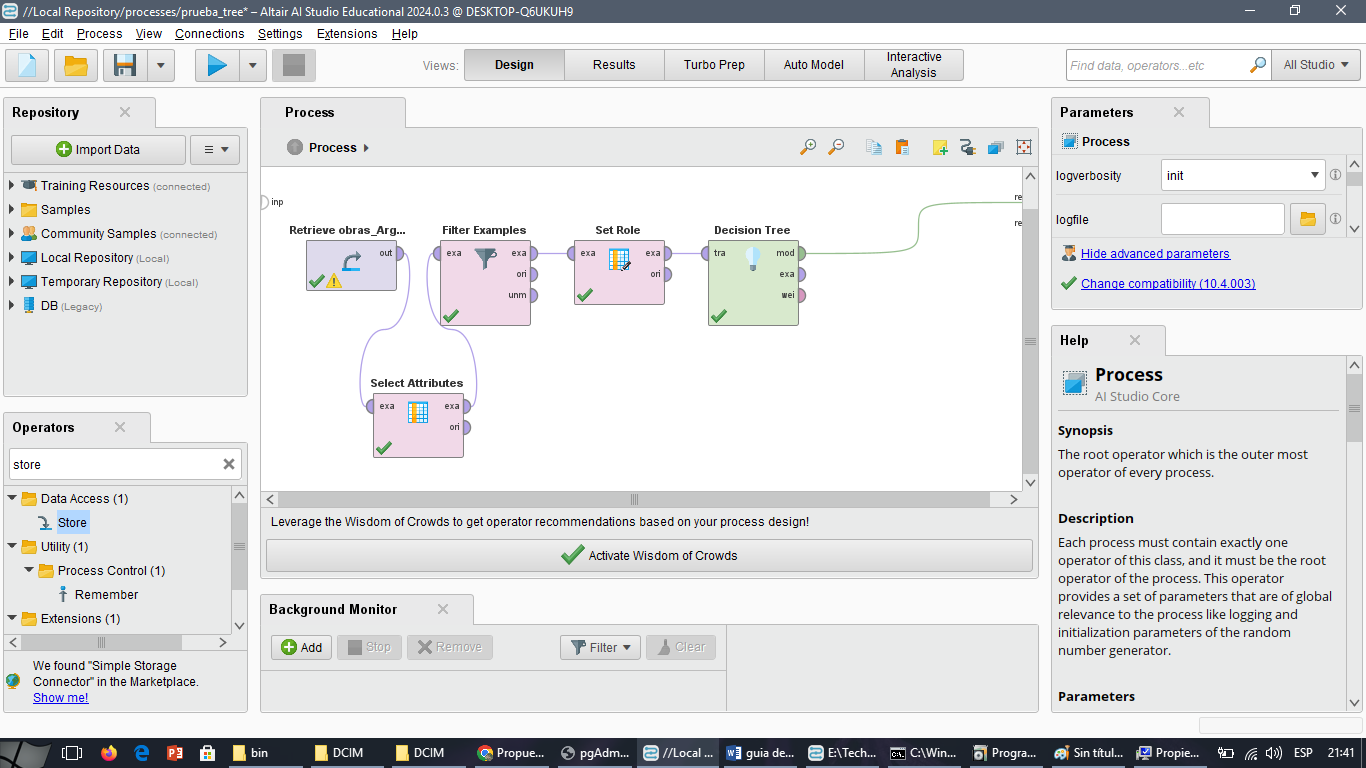 //Local Repository/processes/prueba_tree* – Altair AI Studio Educational 2024.0.3 @ DESKTOP-Q6UKUH9
File Edit Process View Connections Settings Extensions Help
Views: Design Results Turbo Prep Auto Model Interactive Analysis
Find data, operators...etc All Studio
Repository
Import Data
Training Resources (connected)
Samples
Community Samples (connected)
Local Repository (Local)
Temporary Repository (Local)
DB (Legacy)
Operators
store
Data Access (1)
Store
Utility (1)
Process Control (1)
Remember
Extensions (1)
We found "Simple Storage
Connector" in the Marketplace.
Show me!
Process
Process
inp
re
re
Retrieve obras_Arg...
out
Filter Examples
exa exa
ori
unm
Set Role
exa exa
ori
Decision Tree
tra mod
exa
wei
Select Attributes
exa exa
ori
Leverage the Wisdom of Crowds to get operator recommendations based on your process design!
Activate Wisdom of Crowds
Background Monitor
Add Stop Remove Filter Clear
Parameters
Process
logverbosity init
logfile
Hide advanced parameters
Change compatibility (10.4.003)
Help
Process
AI Studio Core
Synopsis
The root operator which is the outer most
operator of every process.
Description
Each process must contain exactly one
operator of this class, and it must be the root
operator of the process. This operator
provides a set of parameters that are of global
relevance to the process like logging and
initialization parameters of the random
number generator.
Parameters
bin DCIM DCIM Propue... pgAdm... //Local ... guia de... E:\Tech... C:\Win... Progra... Sin títul... Propie... ESP 21:41